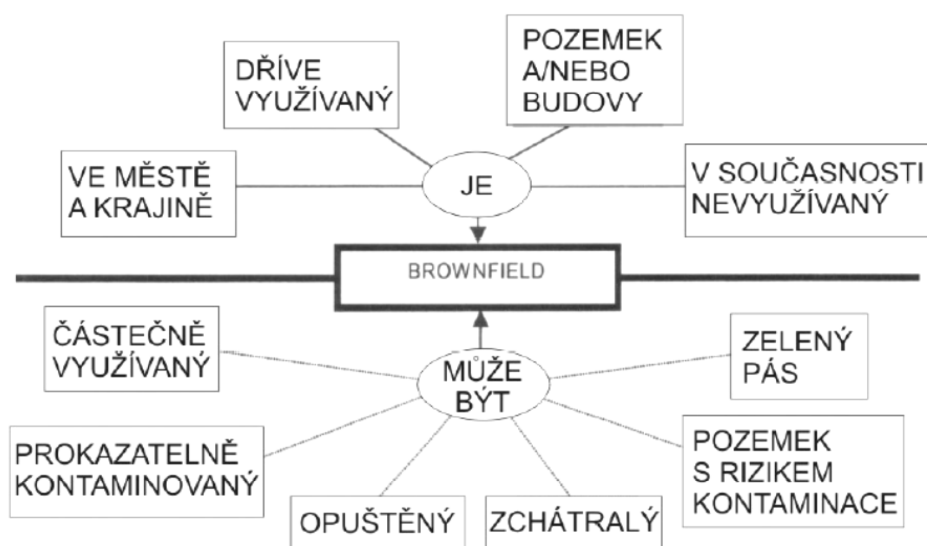 DŘÍVE
VYUŽÍVANÝ
POZEMEK
A/NEBO
BUDOVY
VE MĚSTĚ
A KRAJINĚ
JE
V SOUČASNOSTI
NEVYUŽÍVANÝ
BROWNFIELD
ČÁSTEČNĚ
VYUŽÍVANÝ
MŮŽE
BÝT
ZELENÝ
PÁS
PROKAZATELNĚ
KONTAMINOVANÝ
OPUŠTĚNÝ
ZCHÁTRALÝ
POZEMEK
S RIZIKEM
KONTAMINACE